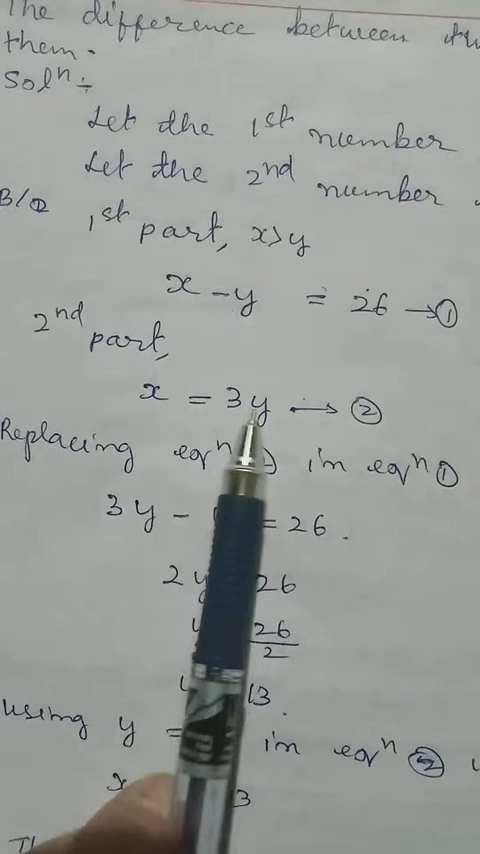 The difference between
them.
Solⁿ :-
Let the 1st number
Let the 2nd number
1st part, x>y
x - y = 26 → ①
2nd part,
x = 3y → ②
Replacing eqⁿ in eqⁿ ①
3y - = 26.
2y 26
26
2
13.
using y = in eqⁿ ②
x 3